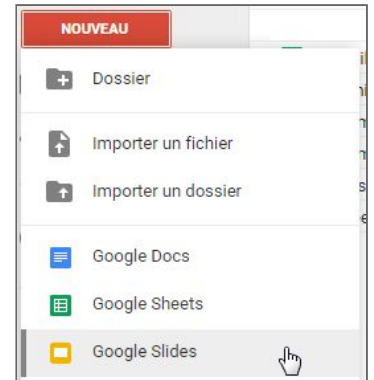 NOUVEAU
Dossier
Importer un fichier
Importer un dossier
Google Docs
Google Sheets
Google Slides